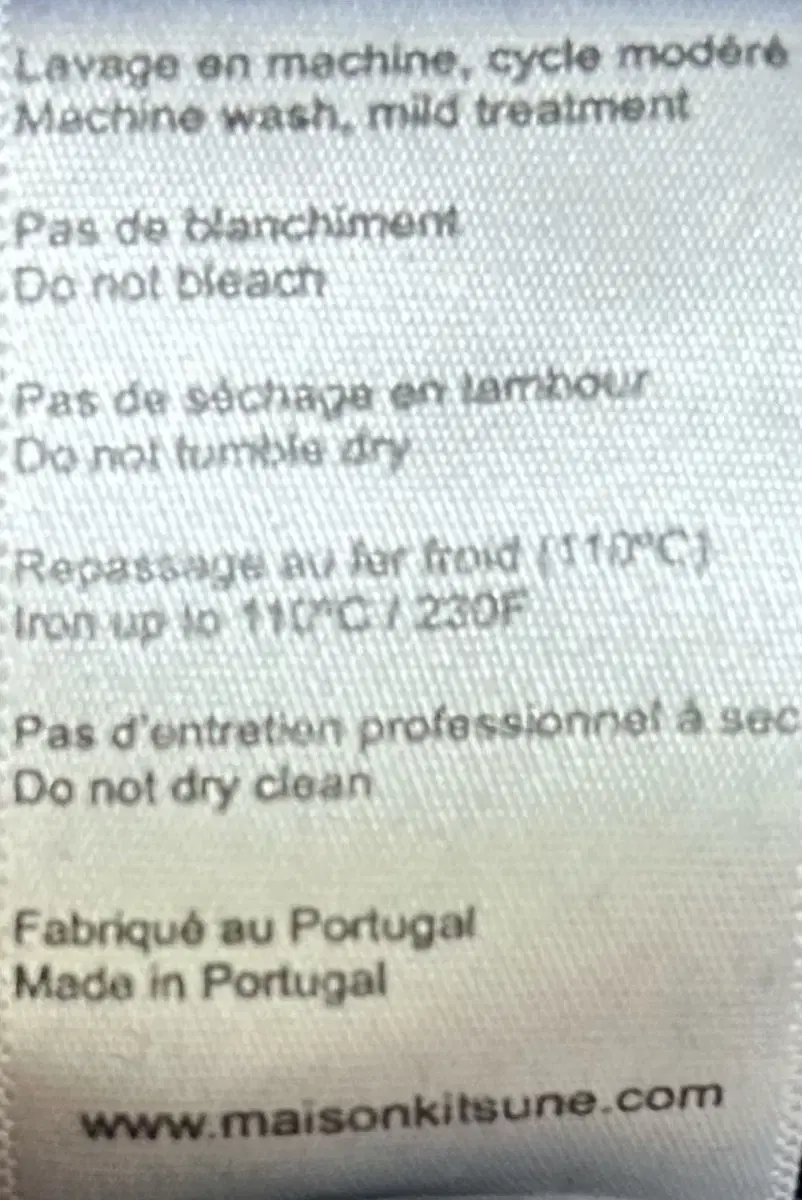 Lavage en machine, cycle modéré
Machine wash, mild treatment
Pas de blanchiment
Do not bleach
Pas de séchage en tambour
Do not tumble dry
Repassage au fer froid (110°C)
Iron up to 110°C / 230F
Pas d'entretien professionnel à sec
Do not dry clean
Fabriqué au Portugal
Made in Portugal
www.maisonkitsune.com